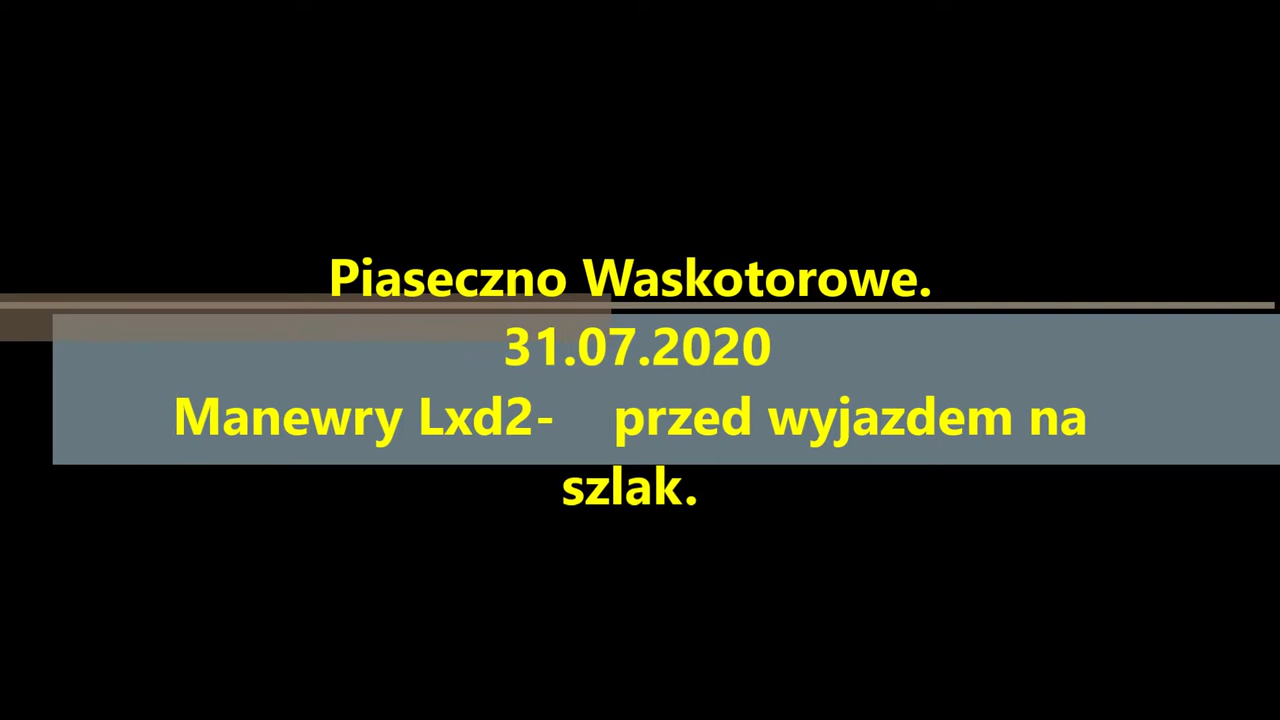 Piaseczno Waskotorowe.
31.07.2020
Manewry Lxd2-    przed wyjazdem na
szlak.